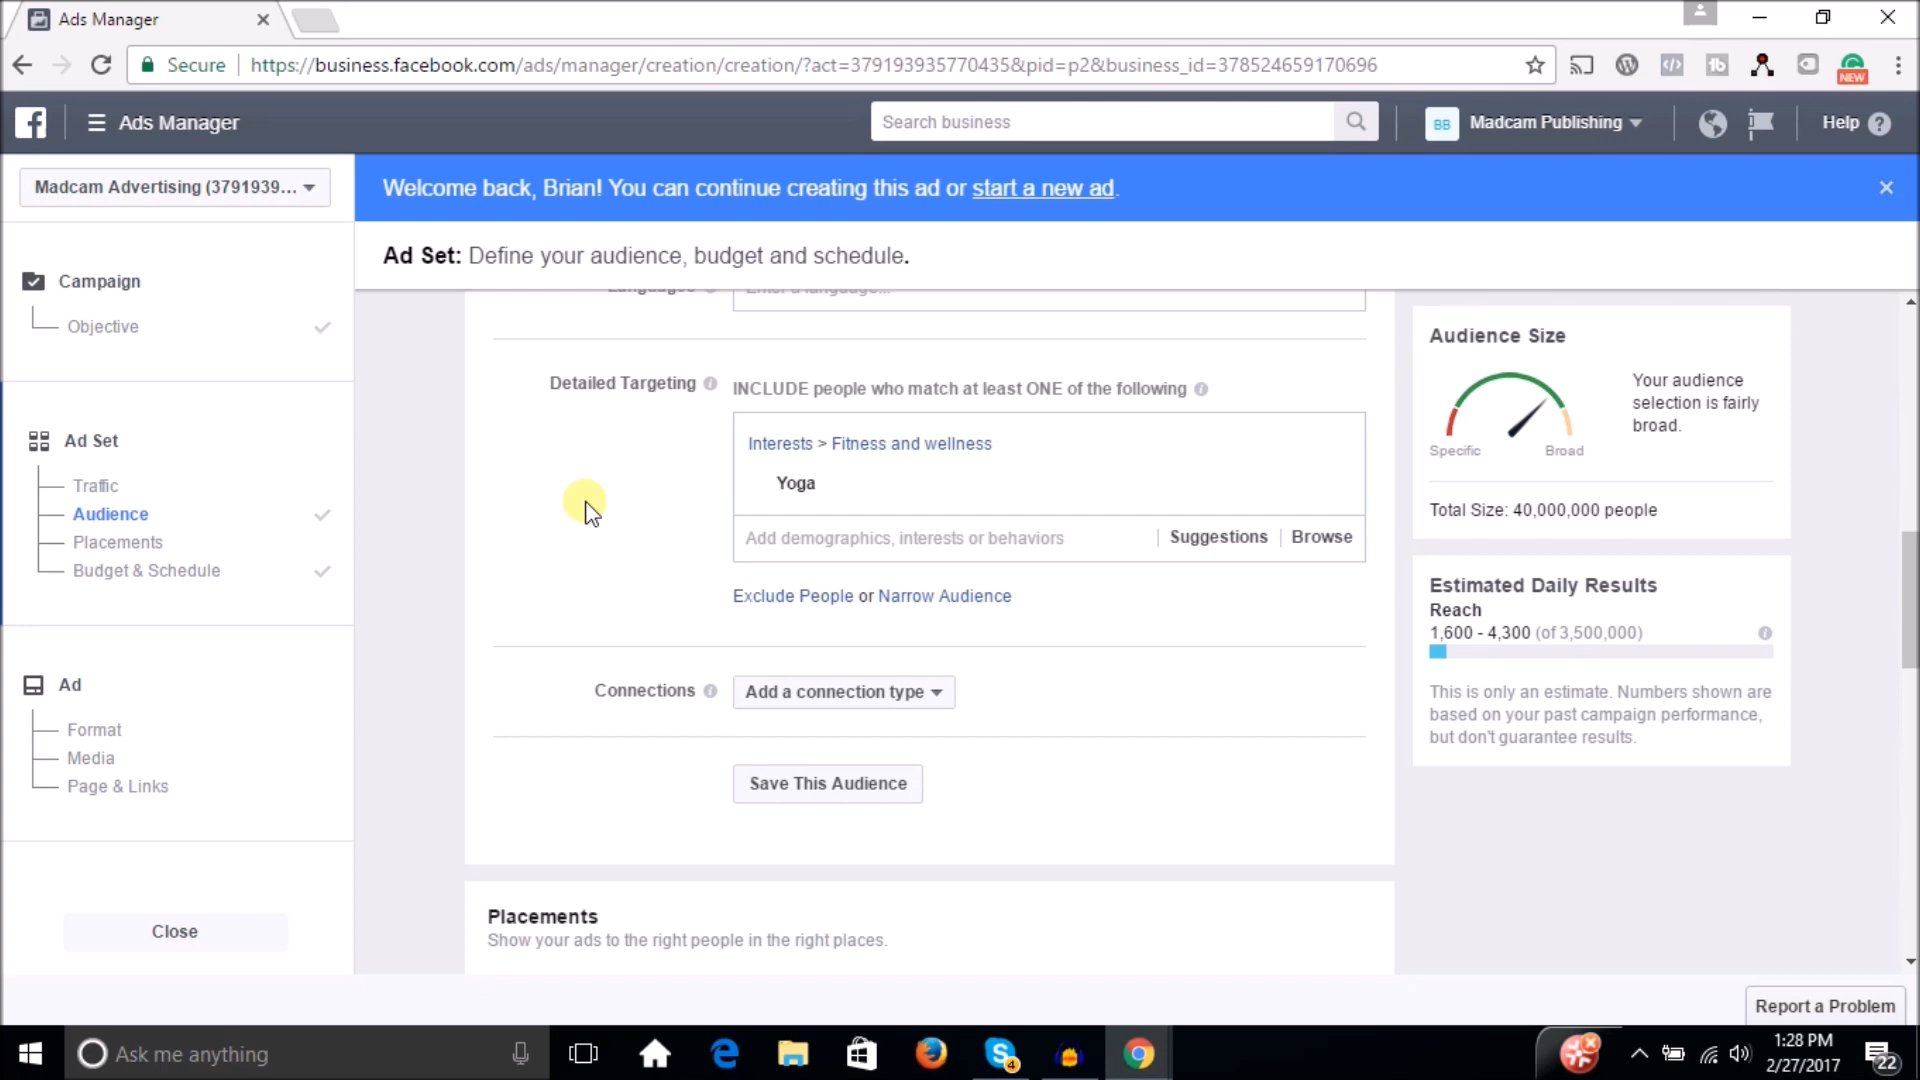 Ads Manager
Secure
https://business.facebook.com/ads/manager/creation/creation/?act=379193935770435&pid=p2&business_id=378524659170696
NEW
Ads Manager
Search business
BB
Madcam Publishing
Help
Madcam Advertising (3791939...
Welcome back, Brian! You can continue creating this ad or start a new ad.
Ad Set: Define your audience, budget and schedule.
Campaign
Objective
Ad Set
Traffic
Audience
Placements
Budget & Schedule
Ad
Format
Media
Page & Links
Close
Languages
Enter a language...
Detailed Targeting
INCLUDE people who match at least ONE of the following
Interests > Fitness and wellness
Yoga
Add demographics, interests or behaviors
Suggestions
Browse
Exclude People or Narrow Audience
Connections
Add a connection type
Save This Audience
Placements
Show your ads to the right people in the right places.
Audience Size
Your audience
selection is fairly
broad.
Specific
Broad
Total Size: 40,000,000 people
Estimated Daily Results
Reach
1,600 - 4,300 (of 3,500,000)
This is only an estimate. Numbers shown are
based on your past campaign performance,
but don't guarantee results.
Report a Problem
Ask me anything
4
1:28 PM
2/27/2017
22